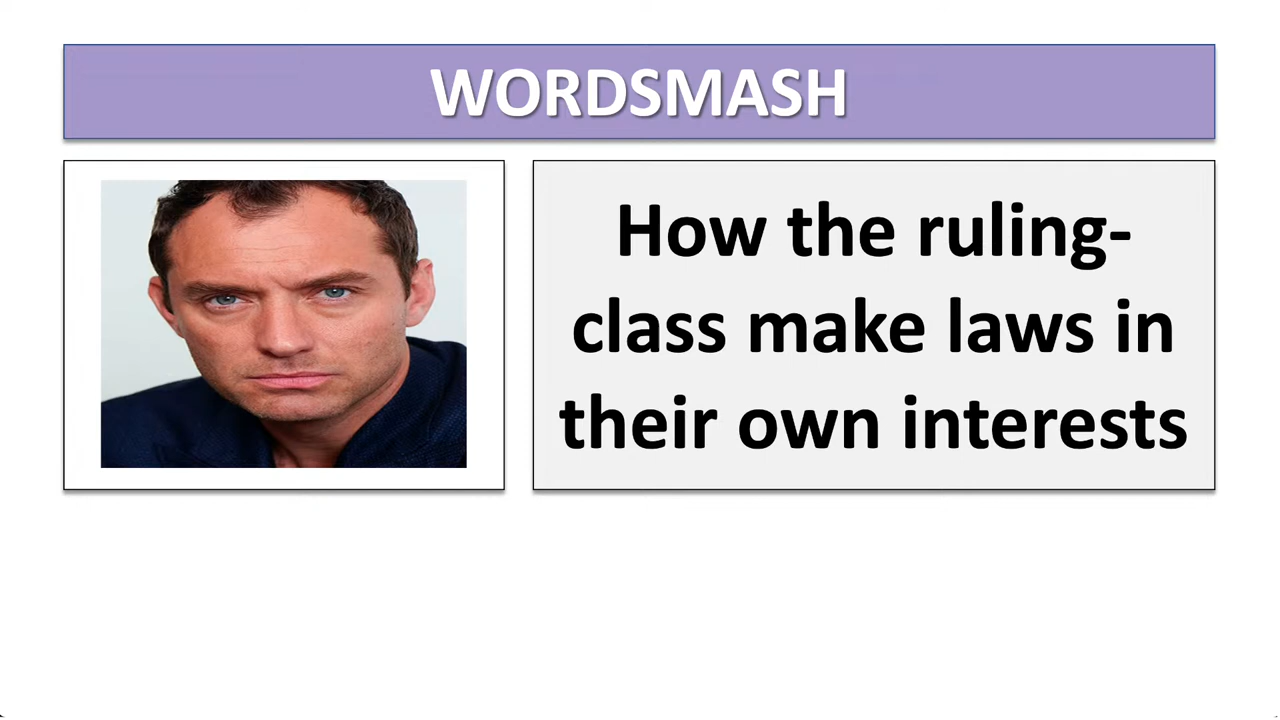 WORDSMASH
How the ruling-
class make laws in
their own interests